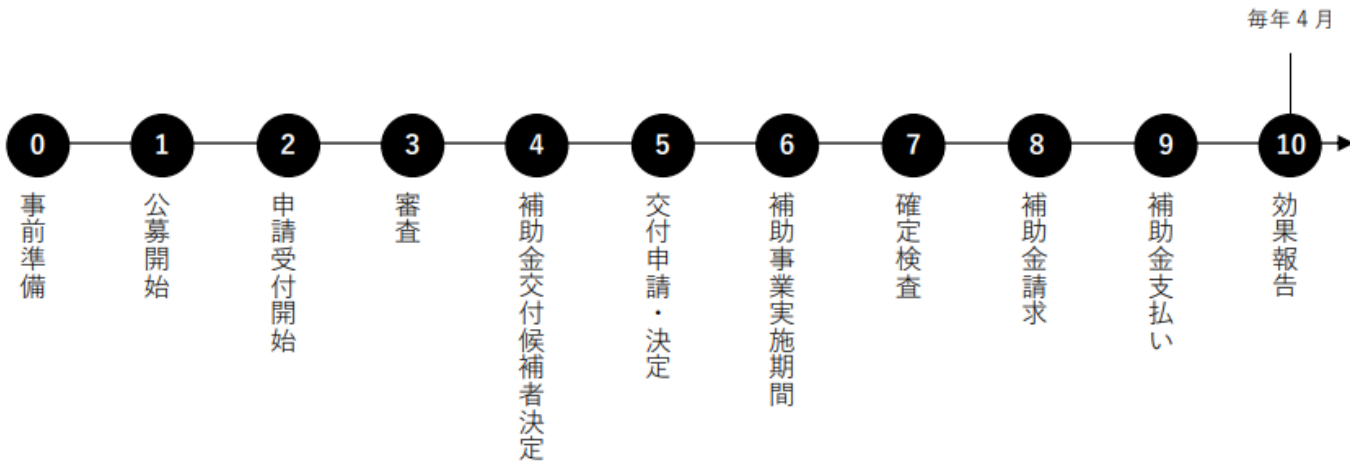 毎年 4 月
0
事前準備
1
公募開始
2
申請受付開始
3
審査
4
補助金交付候補者決定
5
交付申請・決定
6
補助事業実施期間
7
確定検査
8
補助金請求
9
補助金支払い
10
効果報告